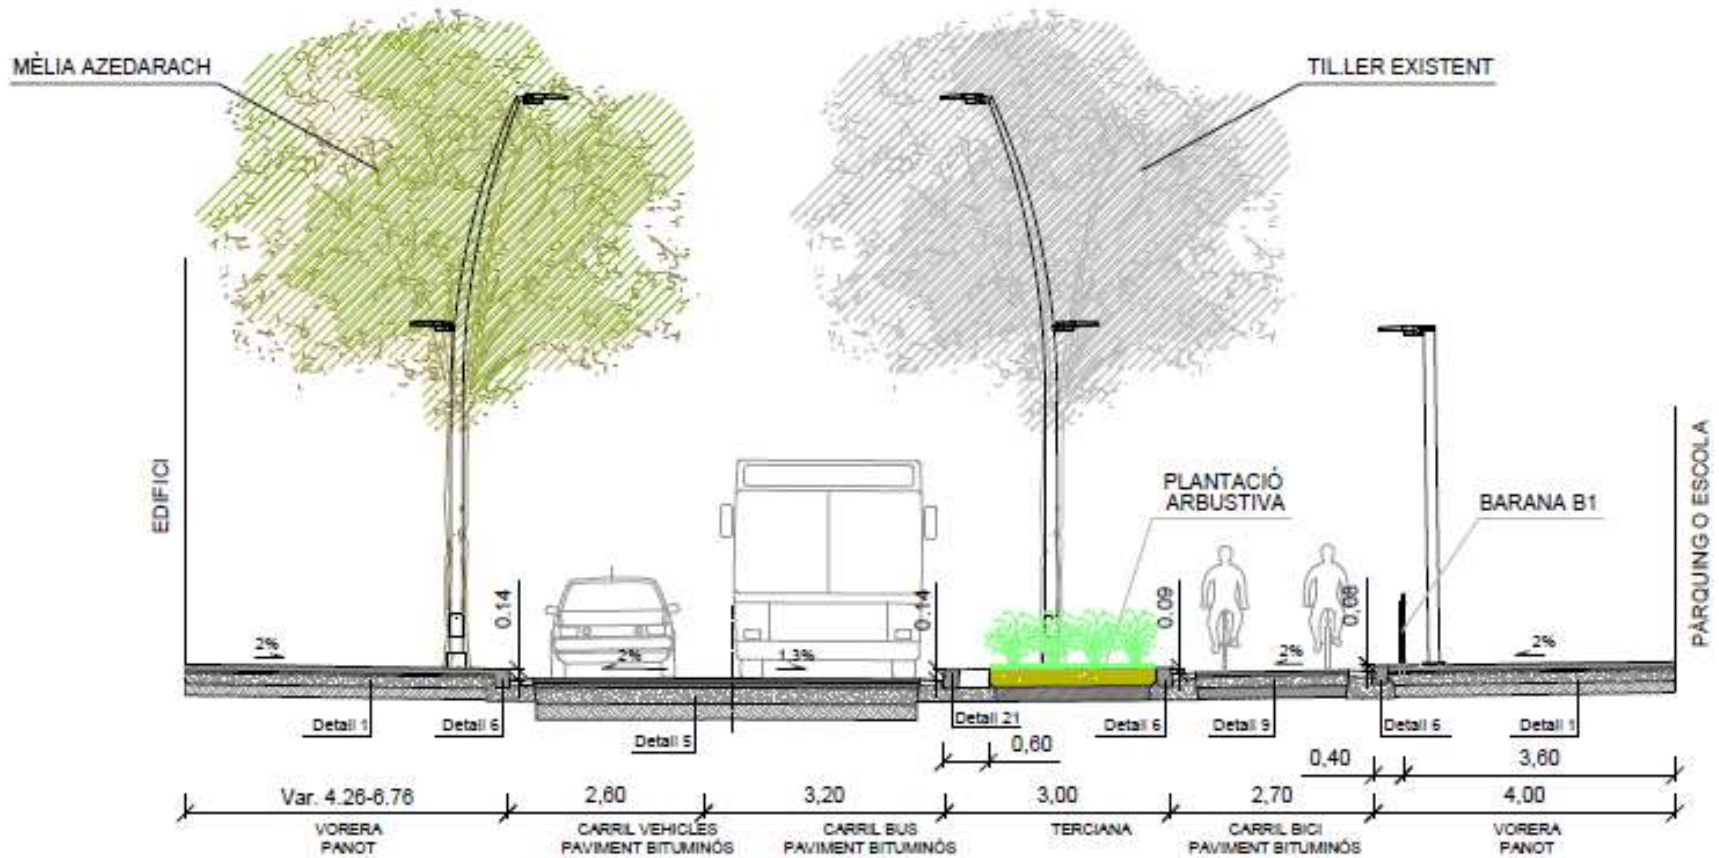 MÈLIA AZEDARACH
TIL.LER EXISTENT
EDIFICI
PLANTACIÓ
ARBUSTIVA
BARANA B1
PÀRQUING O ESCOLA
0.14
0.14
0.09
0,08
2%
2%
1,3%
2%
2%
Detall 1
Detall 6
Detall 5
Detall 21
Detall 6
Detall 9
Detall 6
Detall 1
0,60
0,40
3,60
Var. 4.26-6.76
2,60
3,20
3,00
2,70
4,00
VORERA
PANOT
CARRIL VEHICLES
PAVIMENT BITUMINÓS
CARRIL BUS
PAVIMENT BITUMINÓS
TERCIANA
CARRIL BICI
PAVIMENT BITUMINÓS
VORERA
PANOT